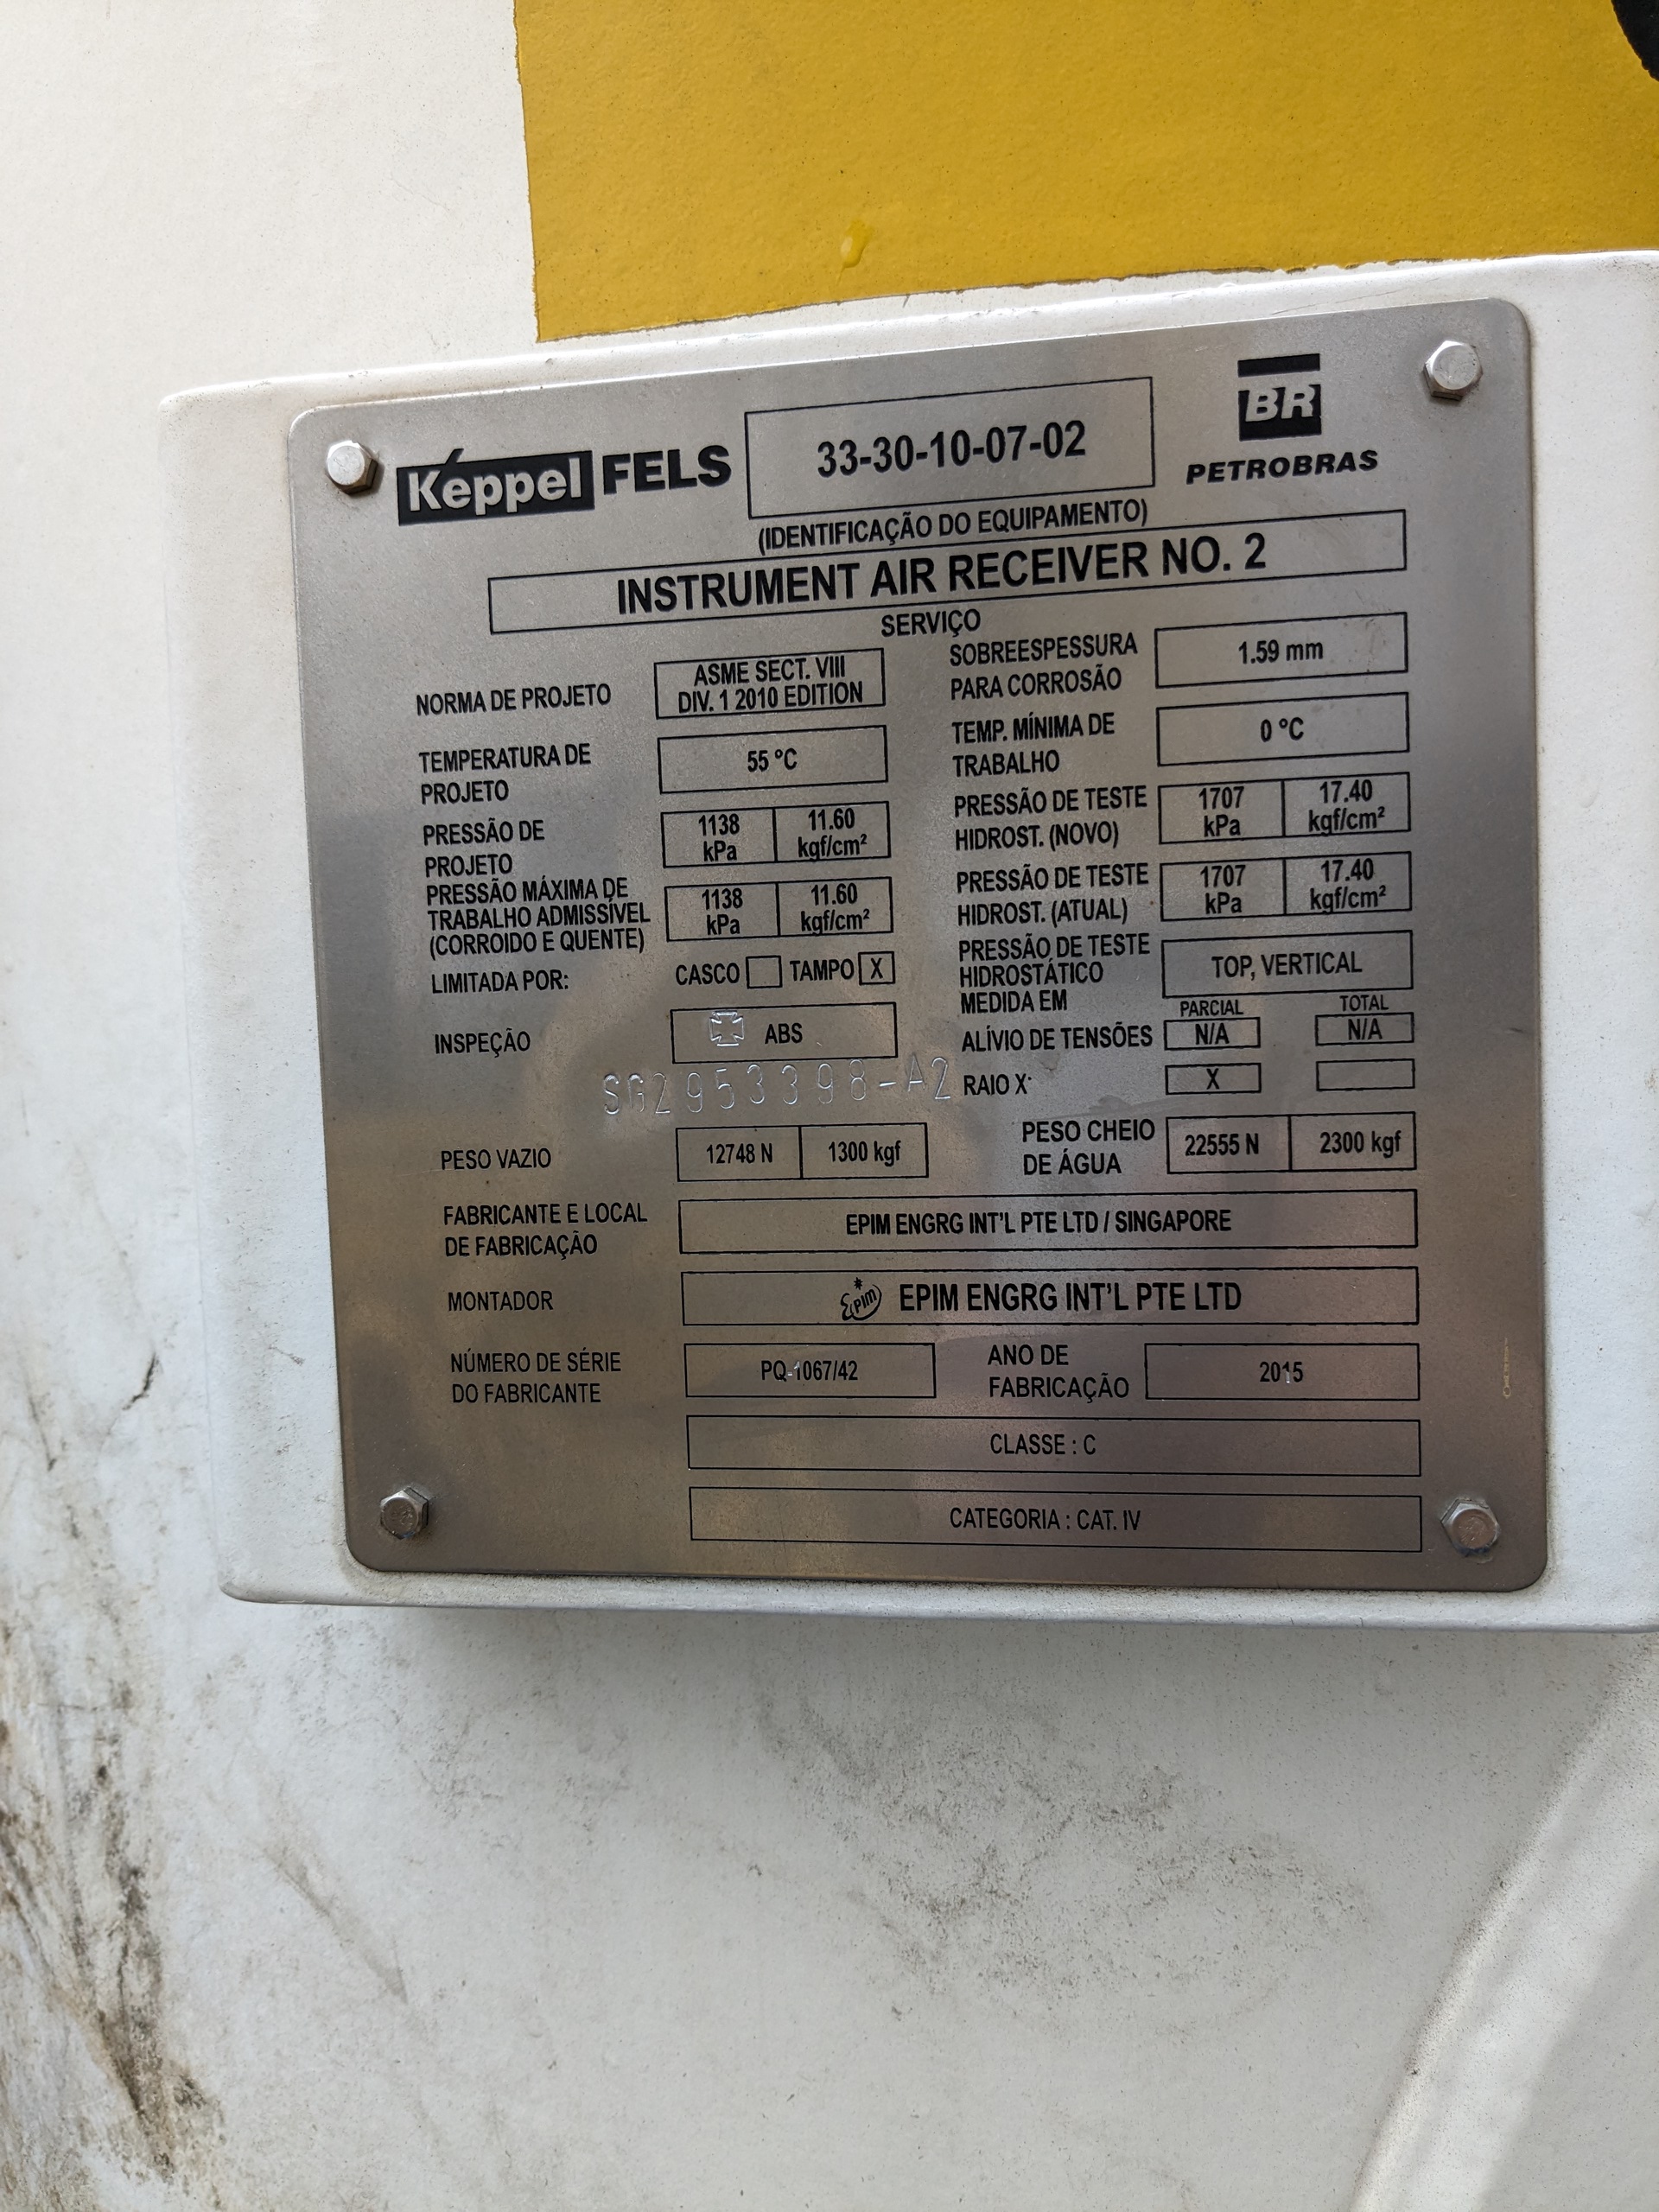 Keppel FELS
33-30-10-07-02
BR
PETROBRAS
(IDENTIFICAÇÃO DO EQUIPAMENTO)
INSTRUMENT AIR RECEIVER NO. 2
SERVIÇO
NORMA DE PROJETO
ASME SECT. VIII
DIV. 1 2010 EDITION
SOBREESPESSURA
PARA CORROSÃO
1.59 mm
TEMPERATURA DE
PROJETO
55 °C
TEMP. MÍNIMA DE
TRABALHO
0 °C
PRESSÃO DE
PROJETO
1138
kPa
11.60
kgf/cm²
PRESSÃO DE TESTE
HIDROST. (NOVO)
1707
kPa
17.40
kgf/cm²
PRESSÃO MÁXIMA DE
TRABALHO ADMISSÍVEL
(CORROIDO E QUENTE)
1138
kPa
11.60
kgf/cm²
PRESSÃO DE TESTE
HIDROST. (ATUAL)
1707
kPa
17.40
kgf/cm²
LIMITADA POR:
CASCO TAMPO X
PRESSÃO DE TESTE
HIDROSTÁTICO
MEDIDA EM
TOP, VERTICAL
INSPEÇÃO
ABS
SG2953398-A2
PARCIAL TOTAL
ALÍVIO DE TENSÕES N/A N/A
RAIO X X
PESO VAZIO
12748 N 1300 kgf
PESO CHEIO
DE ÁGUA
22555 N 2300 kgf
FABRICANTE E LOCAL
DE FABRICAÇÃO
EPIM ENGRG INT'L PTE LTD / SINGAPORE
MONTADOR
EPIM EPIM ENGRG INT'L PTE LTD
NÚMERO DE SÉRIE
DO FABRICANTE
PQ-1067/42
ANO DE
FABRICAÇÃO
2015
CLASSE : C
CATEGORIA : CAT. IV